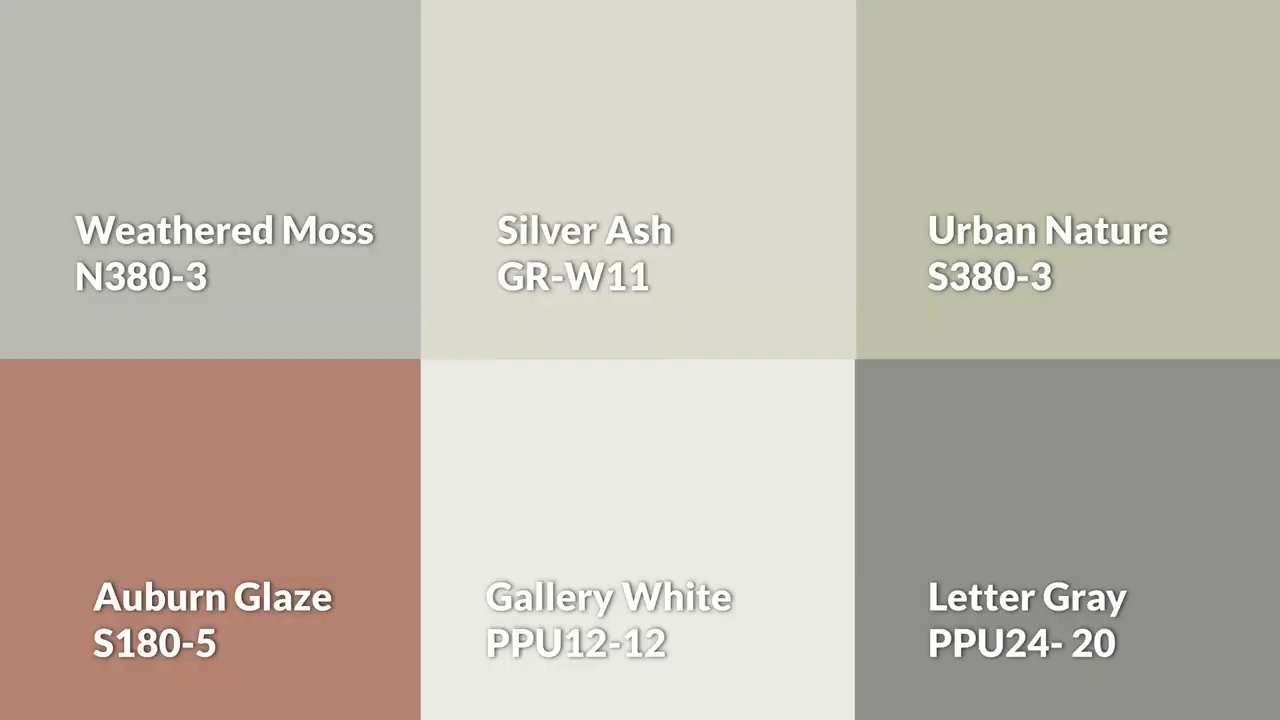 Weathered Moss
N380-3
Silver Ash
GR-W11
Urban Nature
S380-3
Auburn Glaze
S180-5
Gallery White
PPU12-12
Letter Gray
PPU24- 20